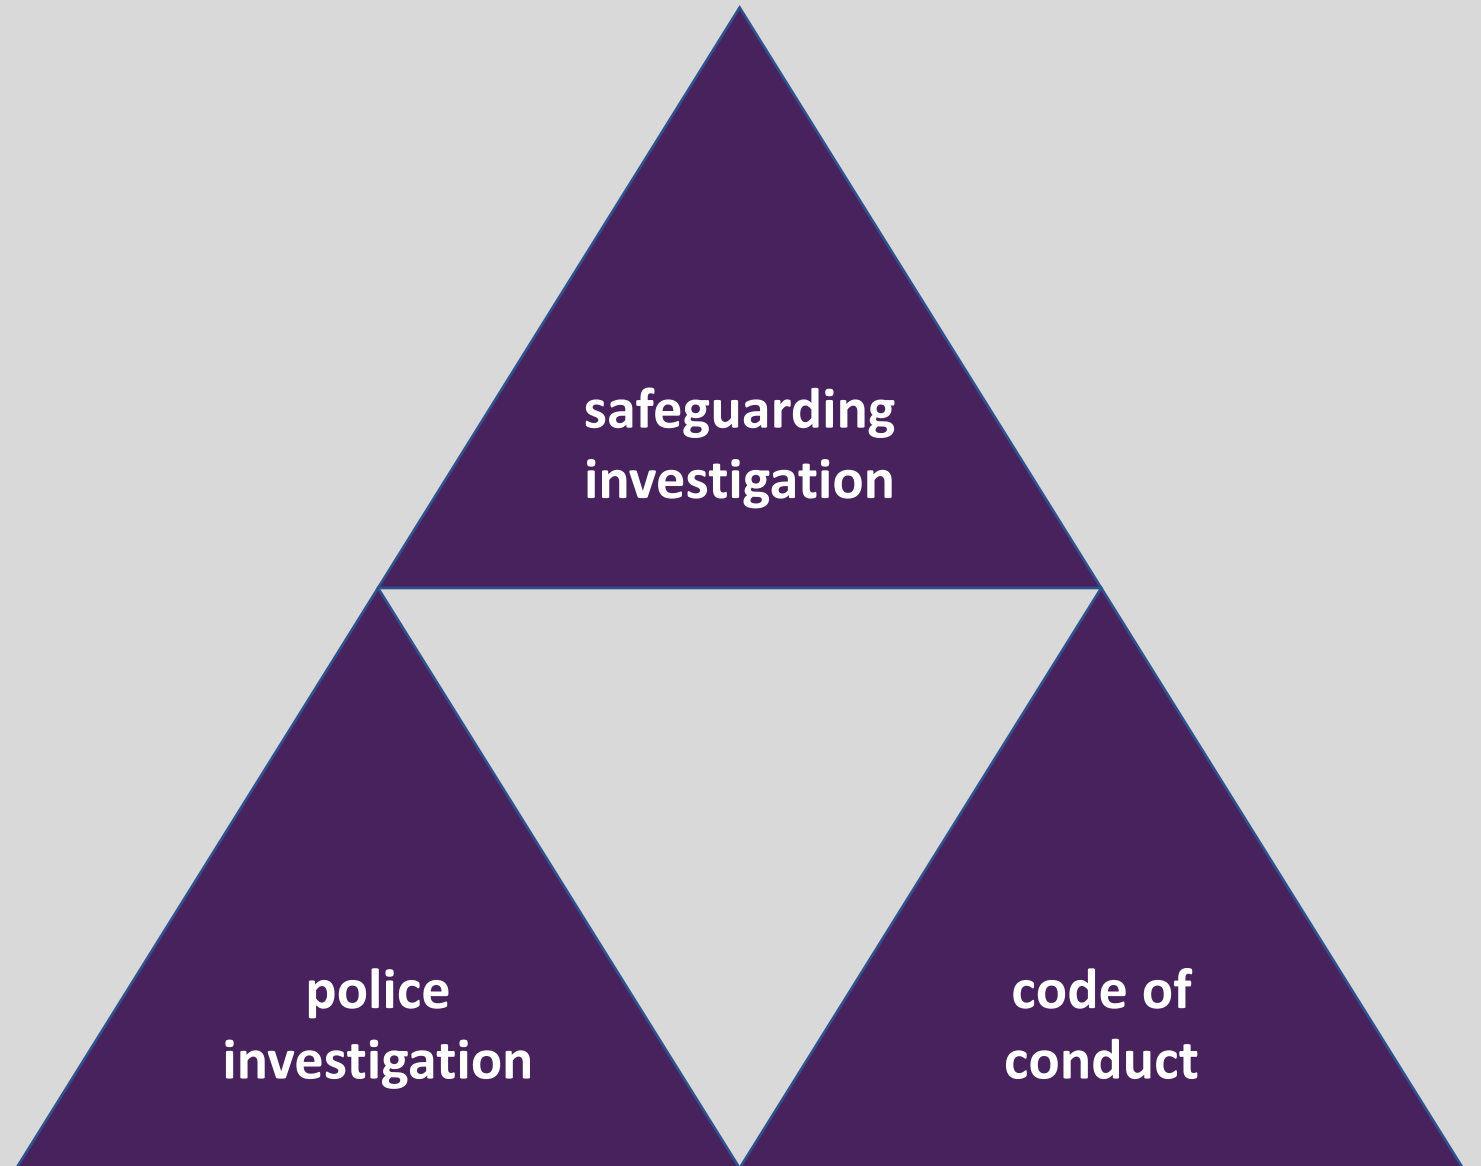 safeguarding
investigation
police
investigation
code of
conduct